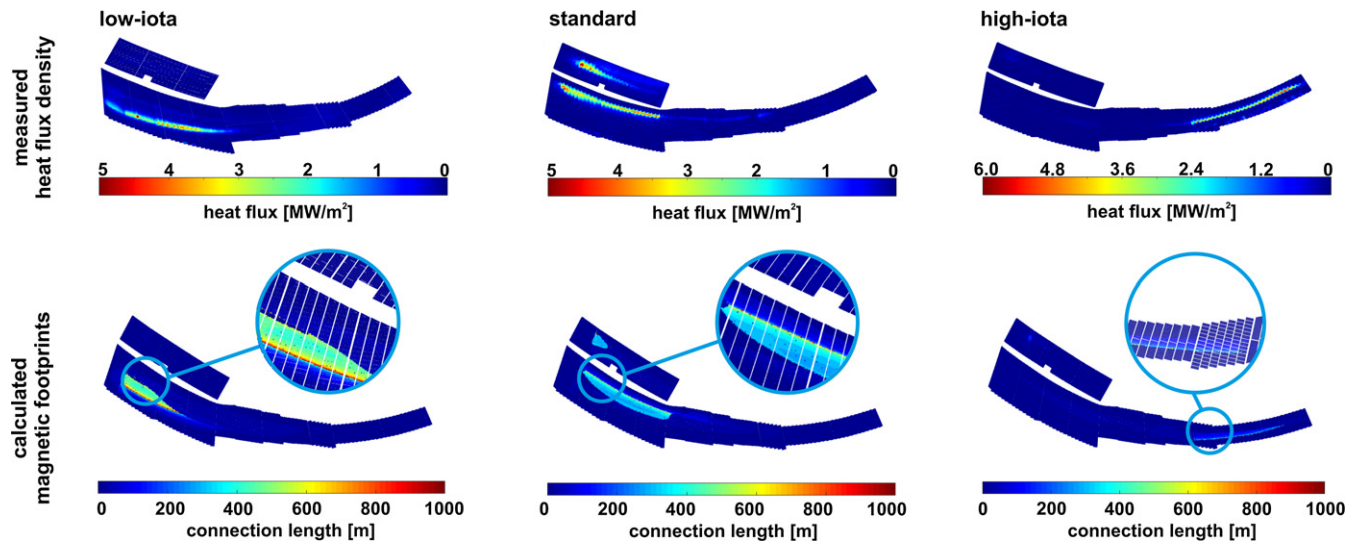 low-iota
standard
high-iota
measured
heat flux density
5 4 3 2 1 0
heat flux [MW/m²]
5 4 3 2 1 0
heat flux [MW/m²]
6.0 4.8 3.6 2.4 1.2 0
heat flux [MW/m²]
calculated
magnetic footprints
0 200 400 600 800 1000
connection length [m]
0 200 400 600 800 1000
connection length [m]
0 200 400 600 800 1000
connection length [m]